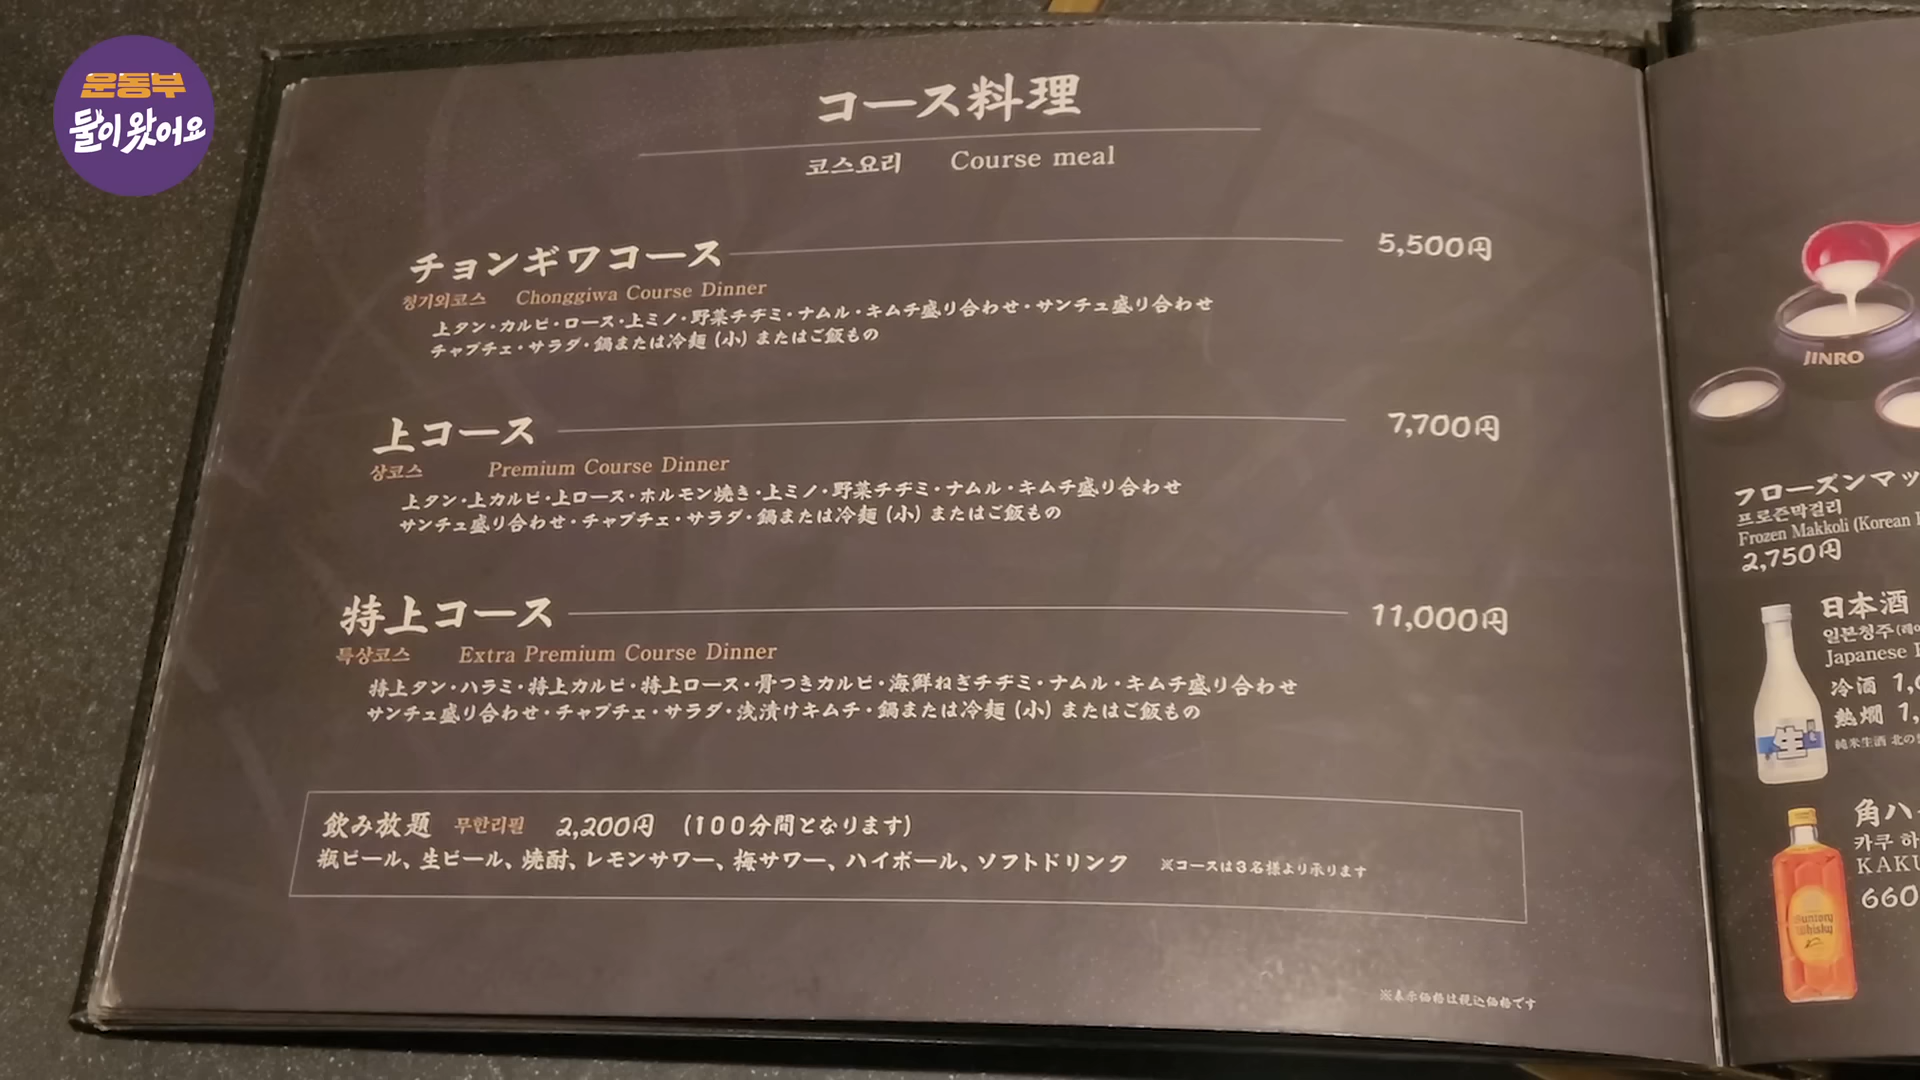 운동부
둘이 왔어요
コース料理
코스요리 Course meal
チョンギワコース 5,500円
청기와코스 Chonggiwa Course Dinner
上タン・カルビ・ロース・上ミノ・野菜チヂミ・ナムル・キムチ盛り合わせ・サンチュ盛り合わせ
チャプチェ・サラダ・鍋または冷麺(小)またはご飯もの
上コース 7,700円
상코스 Premium Course Dinner
上タン・上カルビ・上ロース・ホルモン焼き・上ミノ・野菜チヂミ・ナムル・キムチ盛り合わせ
サンチュ盛り合わせ・チャプチェ・サラダ・鍋または冷麺(小)またはご飯もの
特上コース 11,000円
특상코스 Extra Premium Course Dinner
特上タン・ハラミ・特上カルビ・特上ロース・骨つきカルビ・海鮮ねぎチヂミ・ナムル・キムチ盛り合わせ
サンチュ盛り合わせ・チャプチェ・サラダ・浅漬けキムチ・鍋または冷麺(小)またはご飯もの
飲み放題 무한리필 2,200円 (100分間となります)
瓶ビール、生ビール、焼酎、レモンサワー、梅サワー、ハイボール、ソフトドリンク ※コースは3名様より承ります
※表示価格は税込価格です
JINRO
フローズンマッ
프로즌막걸리
Frozen Makkoli (Korean
2,750円
日本酒
일본청주
Japanese
冷酒 1,
熱燗 1,
純米生酒 北の
生
角ハ
카쿠 하
KAKU
660
Suntory
Whisky